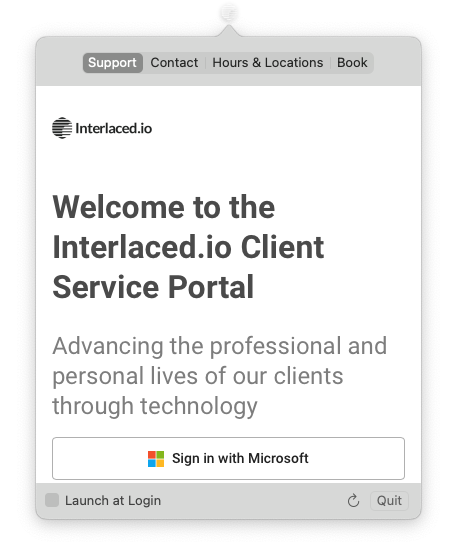 Support Contact Hours & Locations Book
Interlaced.io
Welcome to the
Interlaced.io Client
Service Portal
Advancing the professional and
personal lives of our clients
through technology
Sign in with Microsoft
Launch at Login Quit